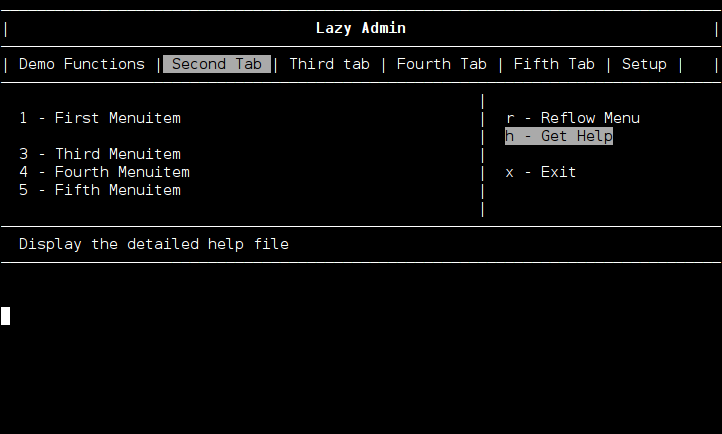 Lazy Admin
| Demo Functions | Second Tab | Third tab | Fourth Tab | Fifth Tab | Setup | |
1 - First Menuitem | r - Reflow Menu
h - Get Help
3 - Third Menuitem
4 - Fourth Menuitem | x - Exit
5 - Fifth Menuitem
Display the detailed help file